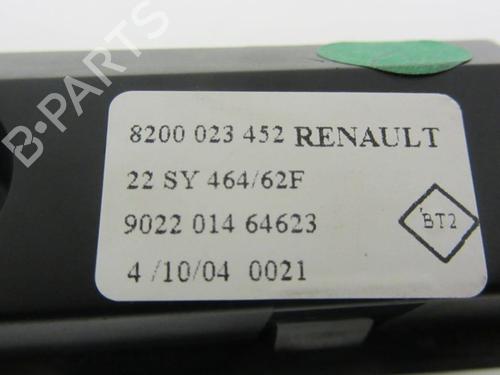 B-PARTS
8200 023 452 RENAULT
22 SY 464/62F
9022 014 64623
BT2
4 /10/04 0021